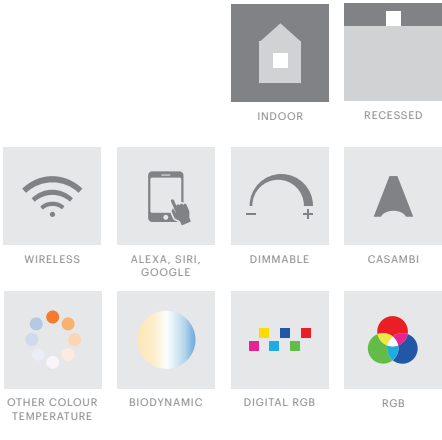 INDOOR
RECESSED
WIRELESS
ALEXA, SIRI,
GOOGLE
DIMMABLE
CASAMBI
OTHER COLOUR
TEMPERATURE
BIODYNAMIC
DIGITAL RGB
RGB